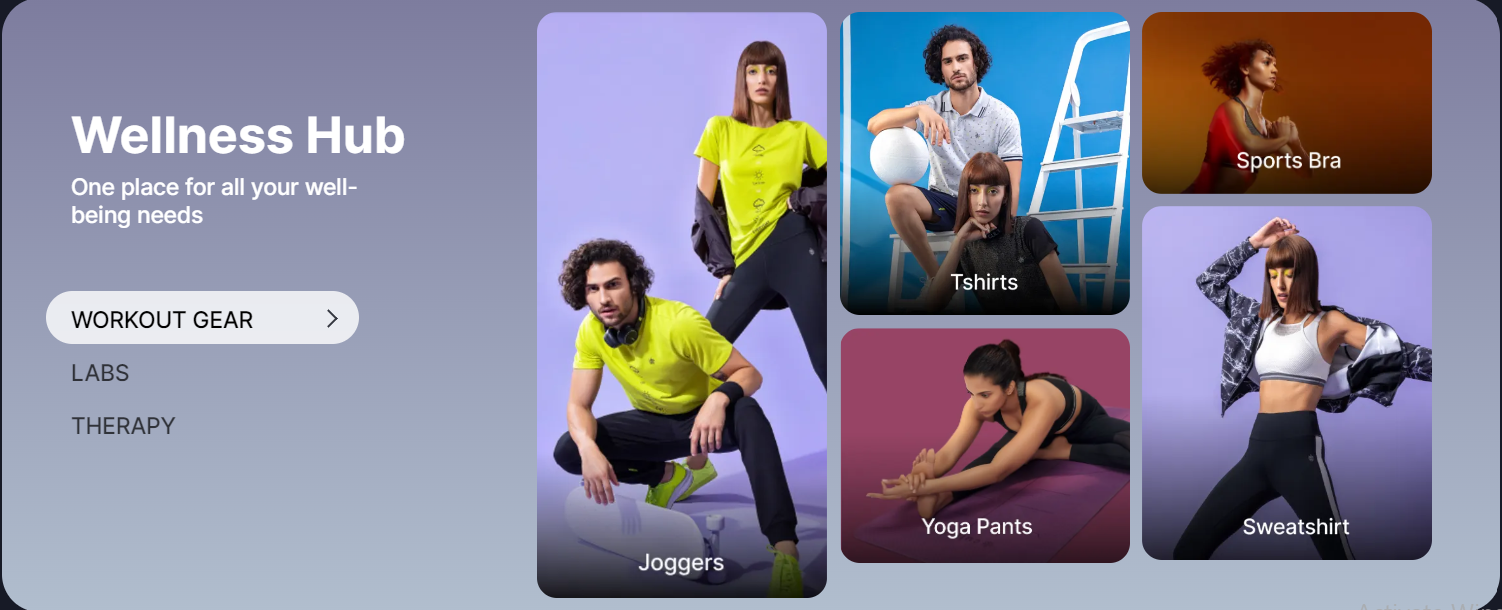 Wellness Hub
One place for all your well-
being needs
WORKOUT GEAR
LABS
THERAPY
Joggers
Tshirts
Yoga Pants
Sports Bra
Sweatshirt